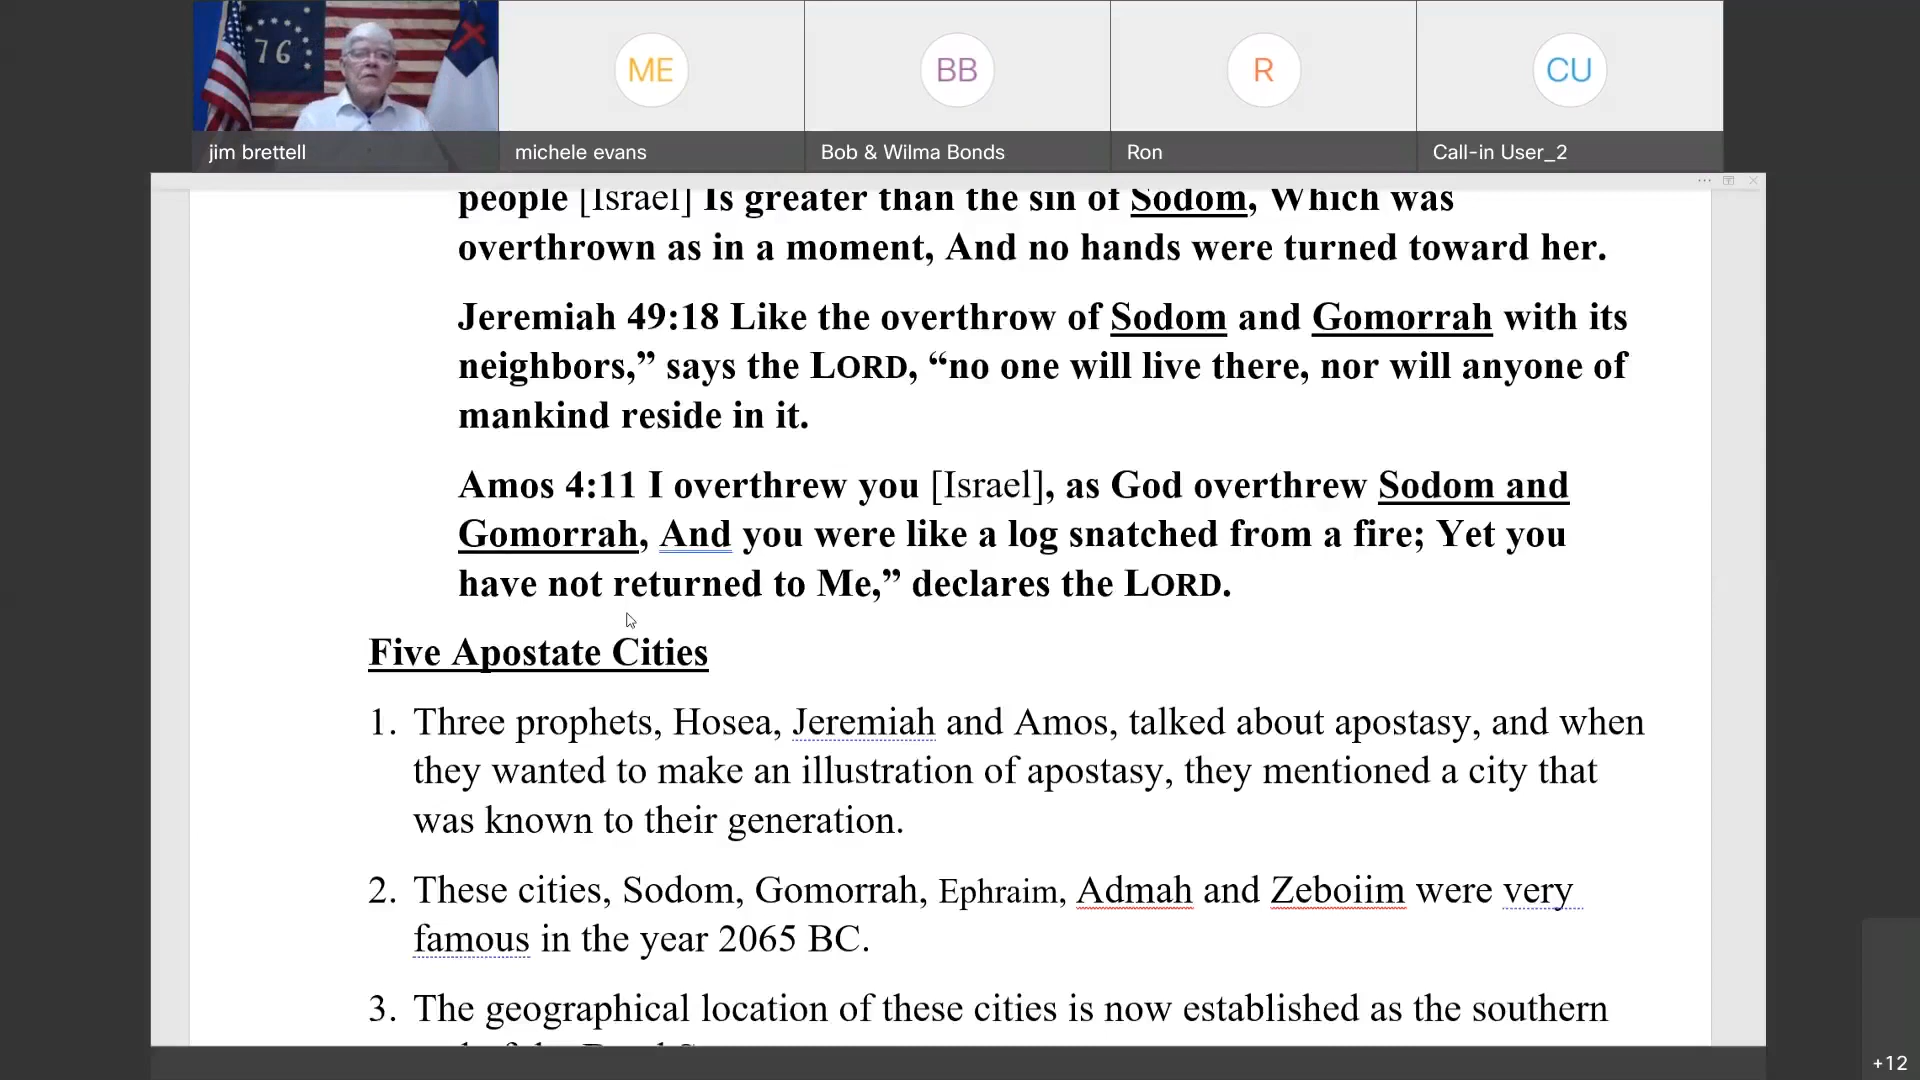 76
ME
BB
R
CU
jim brettell
michele evans
Bob & Wilma Bonds
Ron
Call-in User_2
people [Israel] Is greater than the sin of Sodom, Which was
overthrown as in a moment, And no hands were turned toward her.
Jeremiah 49:18 Like the overthrow of Sodom and Gomorrah with its
neighbors,” says the LORD, “no one will live there, nor will anyone of
mankind reside in it.
Amos 4:11 I overthrew you [Israel], as God overthrew Sodom and
Gomorrah, And you were like a log snatched from a fire; Yet you
have not returned to Me,” declares the LORD.
Five Apostate Cities
1. Three prophets, Hosea, Jeremiah and Amos, talked about apostasy, and when
they wanted to make an illustration of apostasy, they mentioned a city that
was known to their generation.
2. These cities, Sodom, Gomorrah, Ephraim, Admah and Zeboiim were very
famous in the year 2065 BC.
3. The geographical location of these cities is now established as the southern
+12